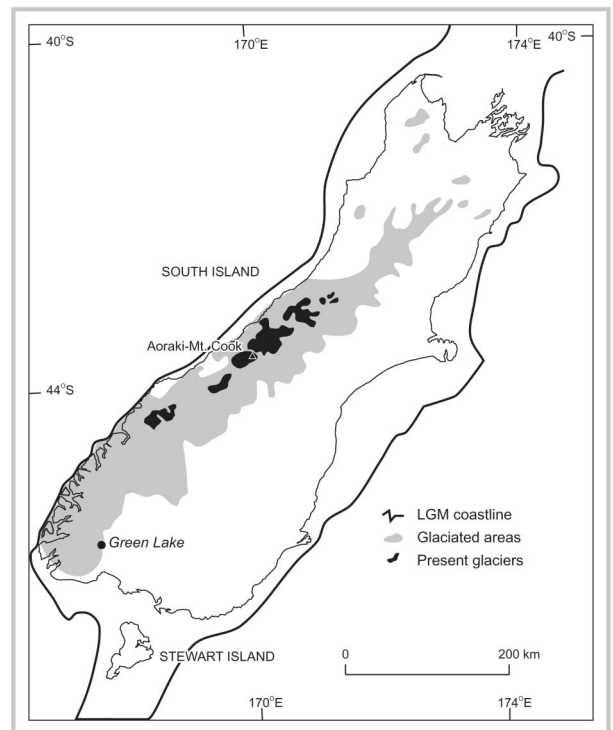 40°S
170°E
174°E
40°S
SOUTH ISLAND
Aoraki-Mt. Cook
44°S
LGM coastline
Glaciated areas
Green Lake
Present glaciers
STEWART ISLAND
0
200 km
170°E
174°E